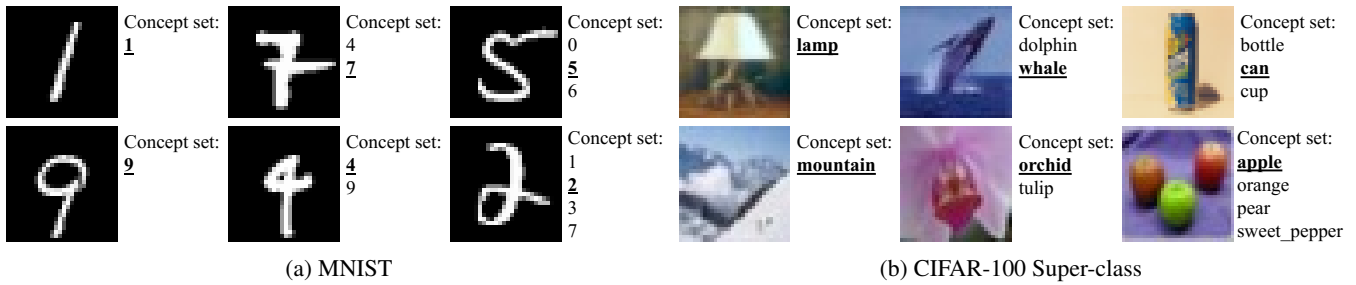 Concept set:
1
Concept set:
4
7
Concept set:
0
5
6
Concept set:
lamp
Concept set:
dolphin
whale
Concept set:
bottle
can
cup
Concept set:
9
Concept set:
4
9
Concept set:
1
2
3
7
Concept set:
mountain
Concept set:
orchid
tulip
Concept set:
apple
orange
pear
sweet_pepper
(a) MNIST
(b) CIFAR-100 Super-class